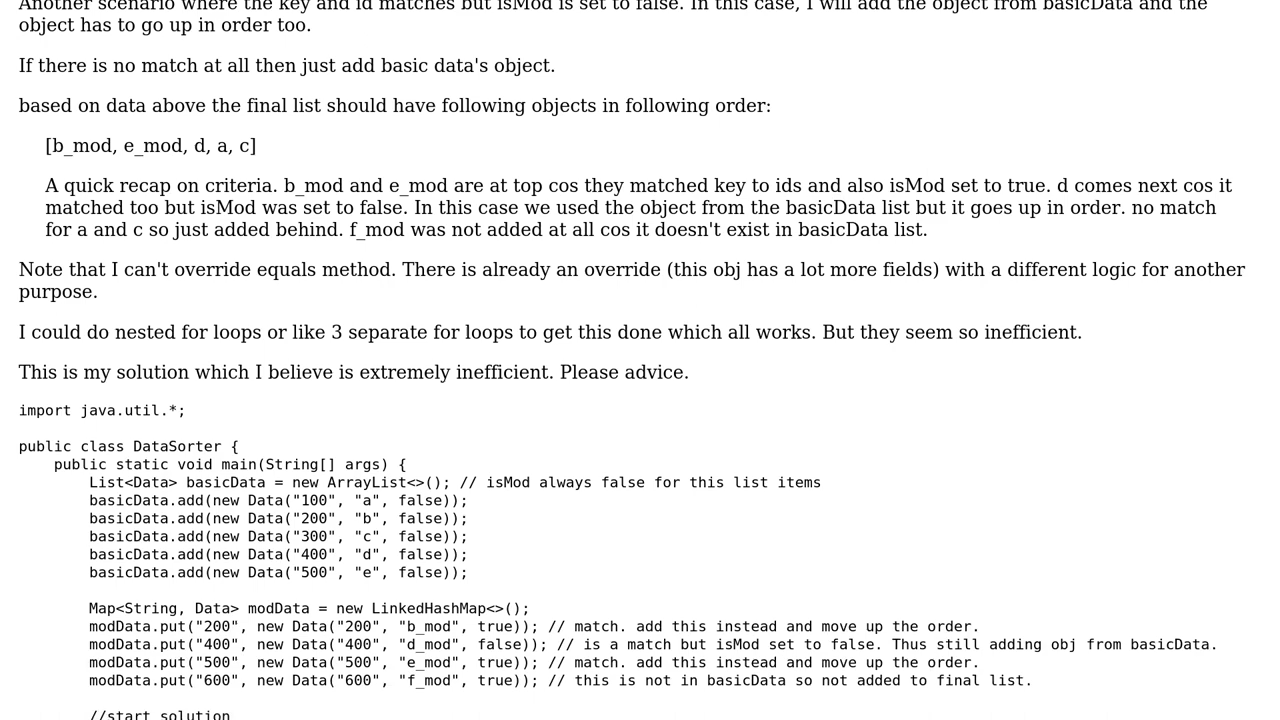 Another scenario where the key and id matches but isMod is set to false. In this case, I will add the object from basicData and the
object has to go up in order too.
If there is no match at all then just add basic data's object.
based on data above the final list should have following objects in following order:
[b_mod, e_mod, d, a, c]
A quick recap on criteria. b_mod and e_mod are at top cos they matched key to ids and also isMod set to true. d comes next cos it
matched too but isMod was set to false. In this case we used the object from the basicData list but it goes up in order. no match
for a and c so just added behind. f_mod was not added at all cos it doesn't exist in basicData list.
Note that I can't override equals method. There is already an override (this obj has a lot more fields) with a different logic for another
purpose.
I could do nested for loops or like 3 separate for loops to get this done which all works. But they seem so inefficient.
This is my solution which I believe is extremely inefficient. Please advice.
import java.util.*;
public class DataSorter {
    public static void main(String[] args) {
        List<Data> basicData = new ArrayList<>(); // isMod always false for this list items
        basicData.add(new Data("100", "a", false));
        basicData.add(new Data("200", "b", false));
        basicData.add(new Data("300", "c", false));
        basicData.add(new Data("400", "d", false));
        basicData.add(new Data("500", "e", false));
        Map<String, Data> modData = new LinkedHashMap<>();
        modData.put("200", new Data("200", "b_mod", true)); // match. add this instead and move up the order.
        modData.put("400", new Data("400", "d_mod", false)); // is a match but isMod set to false. Thus still adding obj from basicData.
        modData.put("500", new Data("500", "e_mod", true)); // match. add this instead and move up the order.
        modData.put("600", new Data("600", "f_mod", true)); // this is not in basicData so not added to final list.
        //start solution